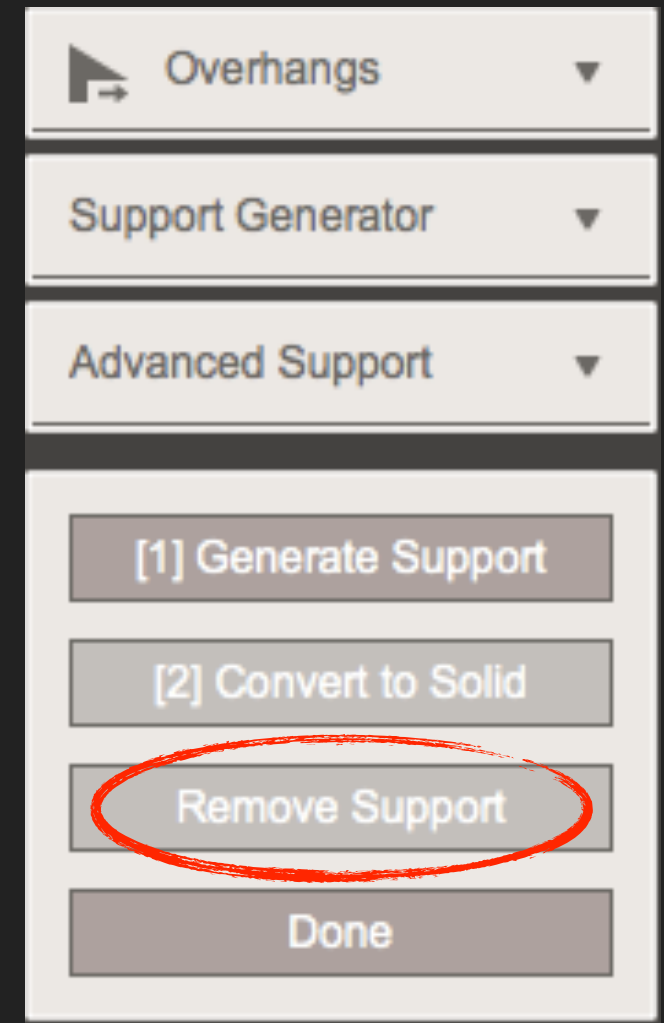 Overhangs
Support Generator
Advanced Support
[1] Generate Support
[2] Convert to Solid
Remove Support
Done